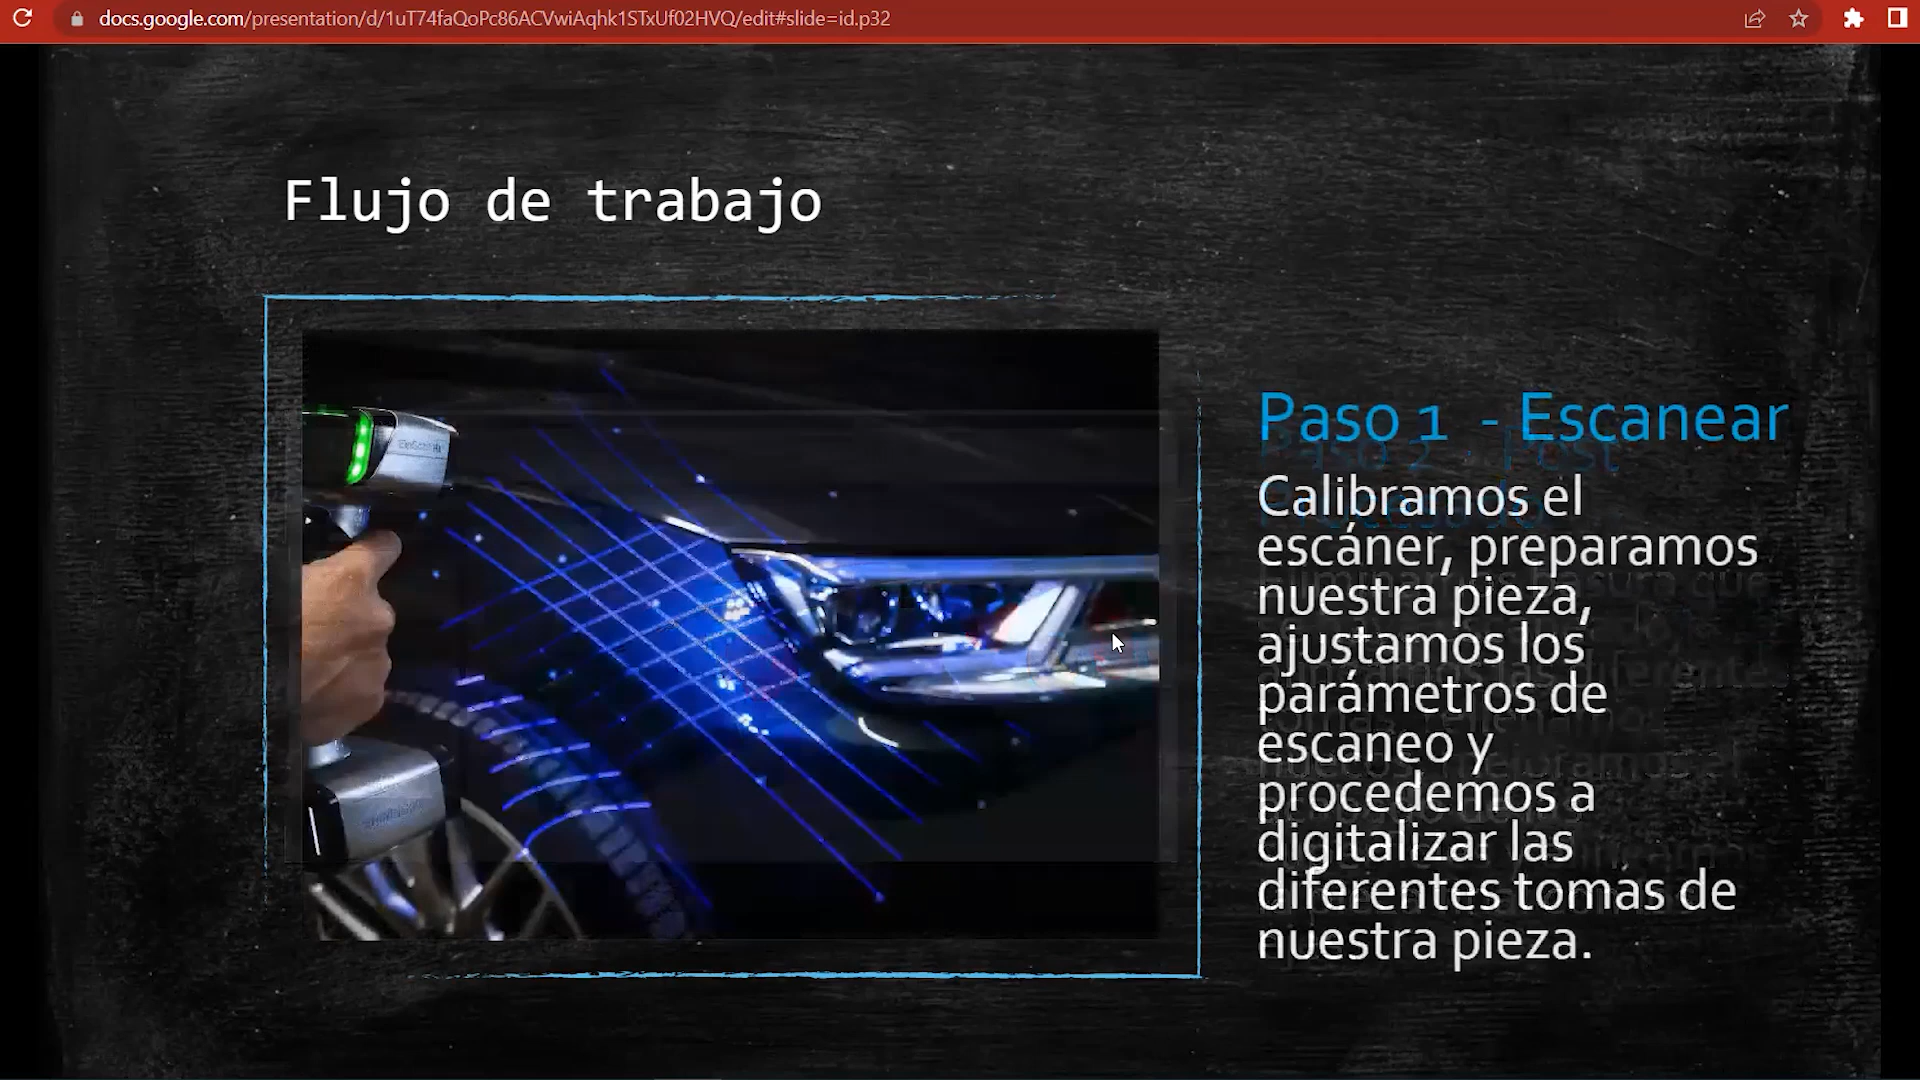 docs.google.com/presentation/d/1uT74faQoPc86ACVwiAqhk1STxUf02HVQ/edit#slide=id.p32
Flujo de trabajo
Paso 1 - Escanear
Calibramos el
escáner, preparamos
nuestra pieza,
ajustamos los
parámetros de
escaneo y
procedemos a
digitalizar las
diferentes tomas de
nuestra pieza.